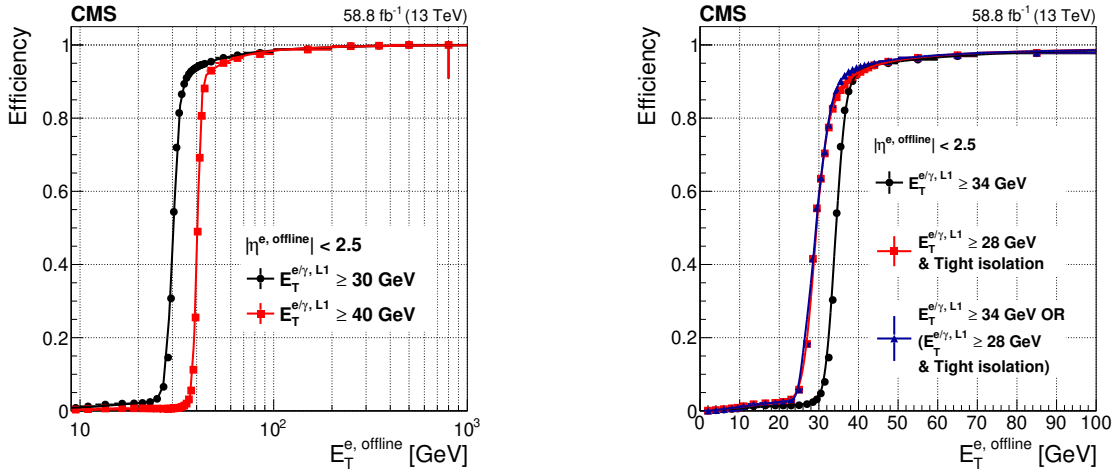 CMS
58.8 fb⁻¹ (13 TeV)
Efficiency
1
0.8
0.6
0.4
0.2
0
|η^{e, offline}| < 2.5
E_T^{e/γ, L1} ≥ 30 GeV
E_T^{e/γ, L1} ≥ 40 GeV
10 10² 10³
E_T^{e, offline} [GeV]
CMS
58.8 fb⁻¹ (13 TeV)
Efficiency
1
0.8
0.6
0.4
0.2
0
|η^{e, offline}| < 2.5
E_T^{e/γ, L1} ≥ 34 GeV
E_T^{e/γ, L1} ≥ 28 GeV
& Tight isolation
E_T^{e/γ, L1} ≥ 34 GeV OR
(E_T^{e/γ, L1} ≥ 28 GeV
& Tight isolation)
0 10 20 30 40 50 60 70 80 90 100
E_T^{e, offline} [GeV]